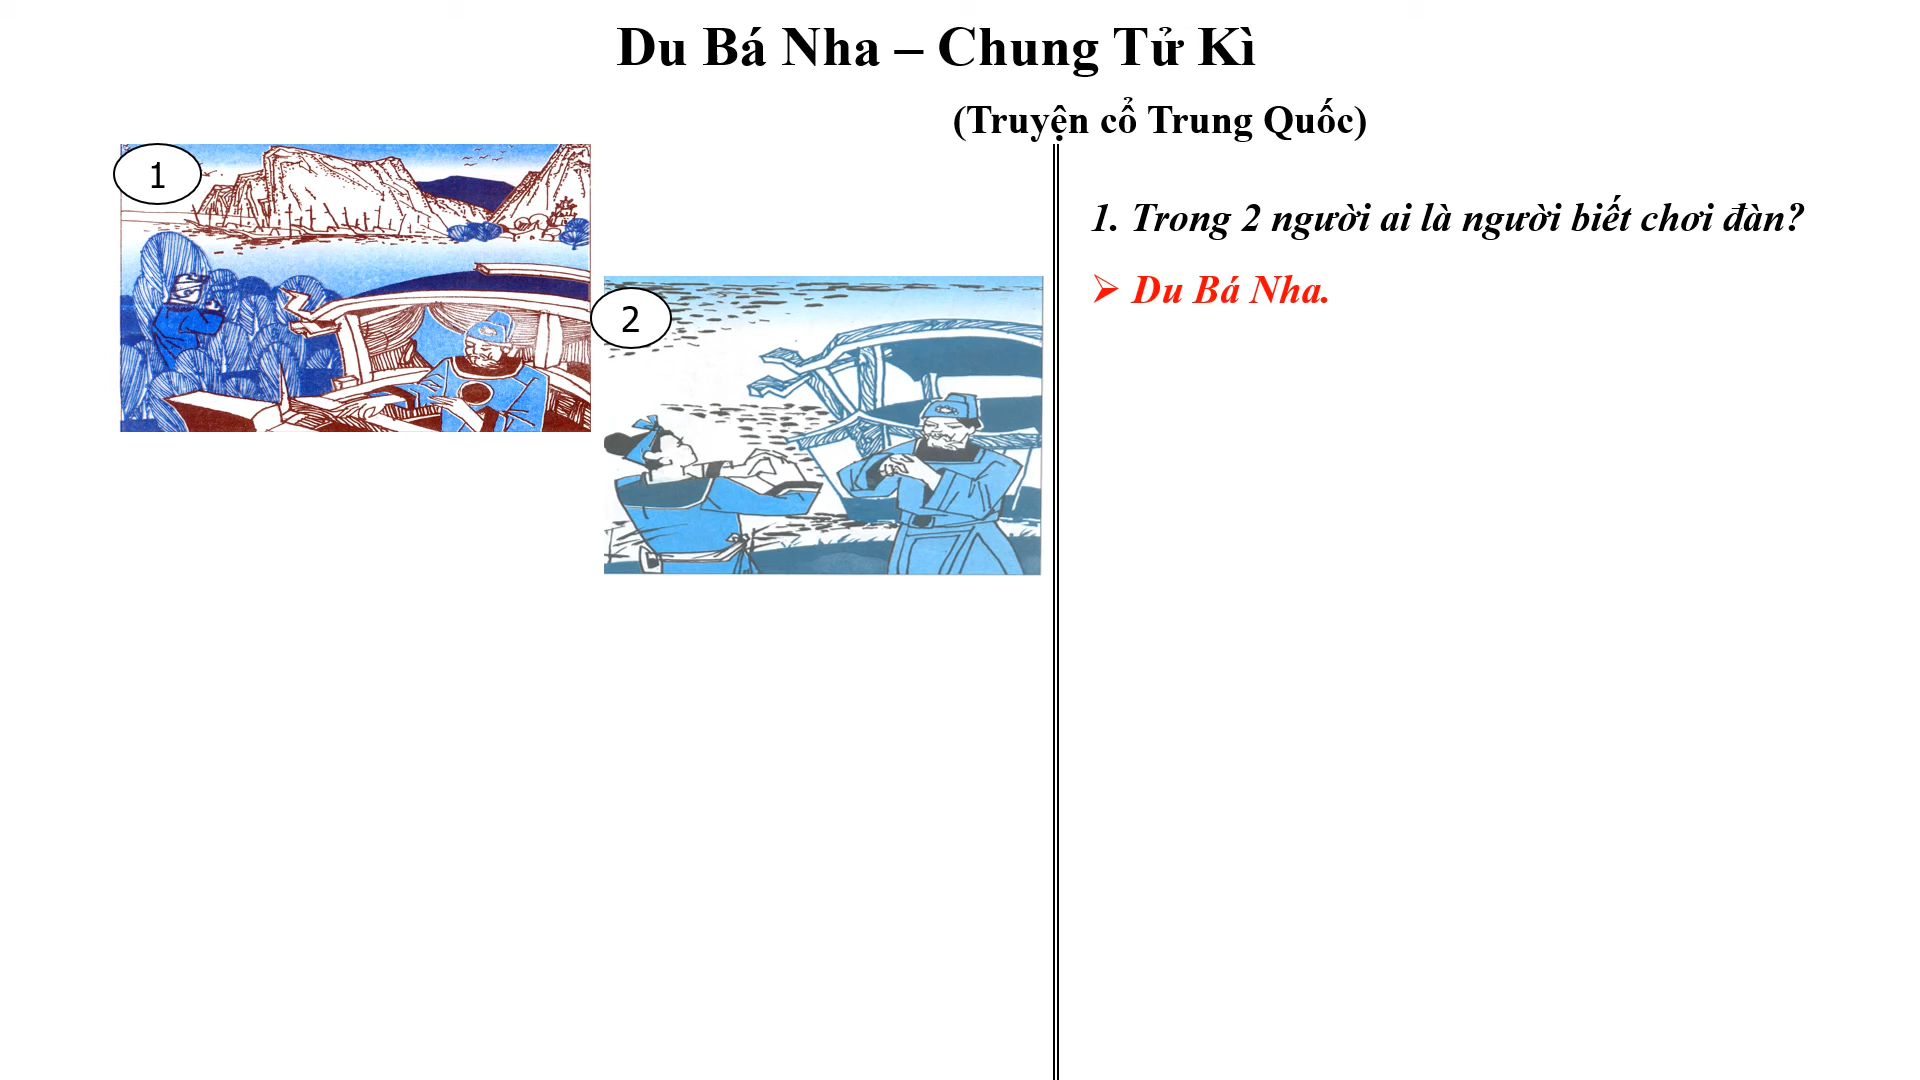 Du Bá Nha – Chung Tử Kì
(Truyện cổ Trung Quốc)
1
2
1. Trong 2 người ai là người biết chơi đàn?
➢ Du Bá Nha.